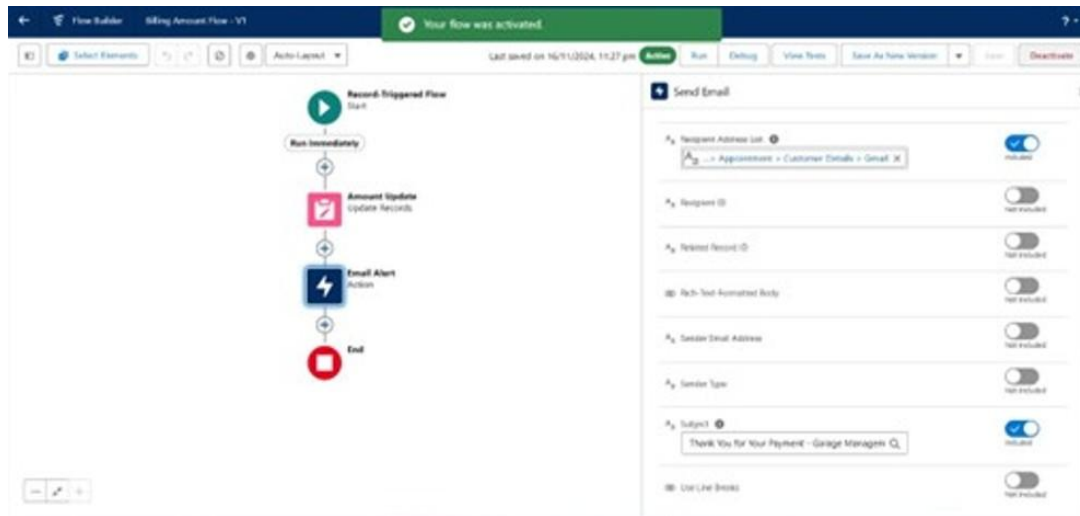 Flow Builder Billing Amount Flow - V1
Your flow was activated.
?
Select Elements Auto-Layout Last saved on 16/11/2024, 11:27 pm Active Run Debug View Tests Save As New Version Save Deactivate
Record-Triggered Flow
Start
Run Immediately
Amount Update
Update Records
Email Alert
Action
End
Send Email
Recipient Address List
Included
... > Appointment > Customer Details > Gmail X
Recipient ID
Not Included
Related Record ID
Not Included
Rich-Text-Formatted Body
Not Included
Sender Email Address
Not Included
Sender Type
Not Included
Subject
Included
Thank You for Your Payment - Garage Managem
Use Line Breaks
Not Included